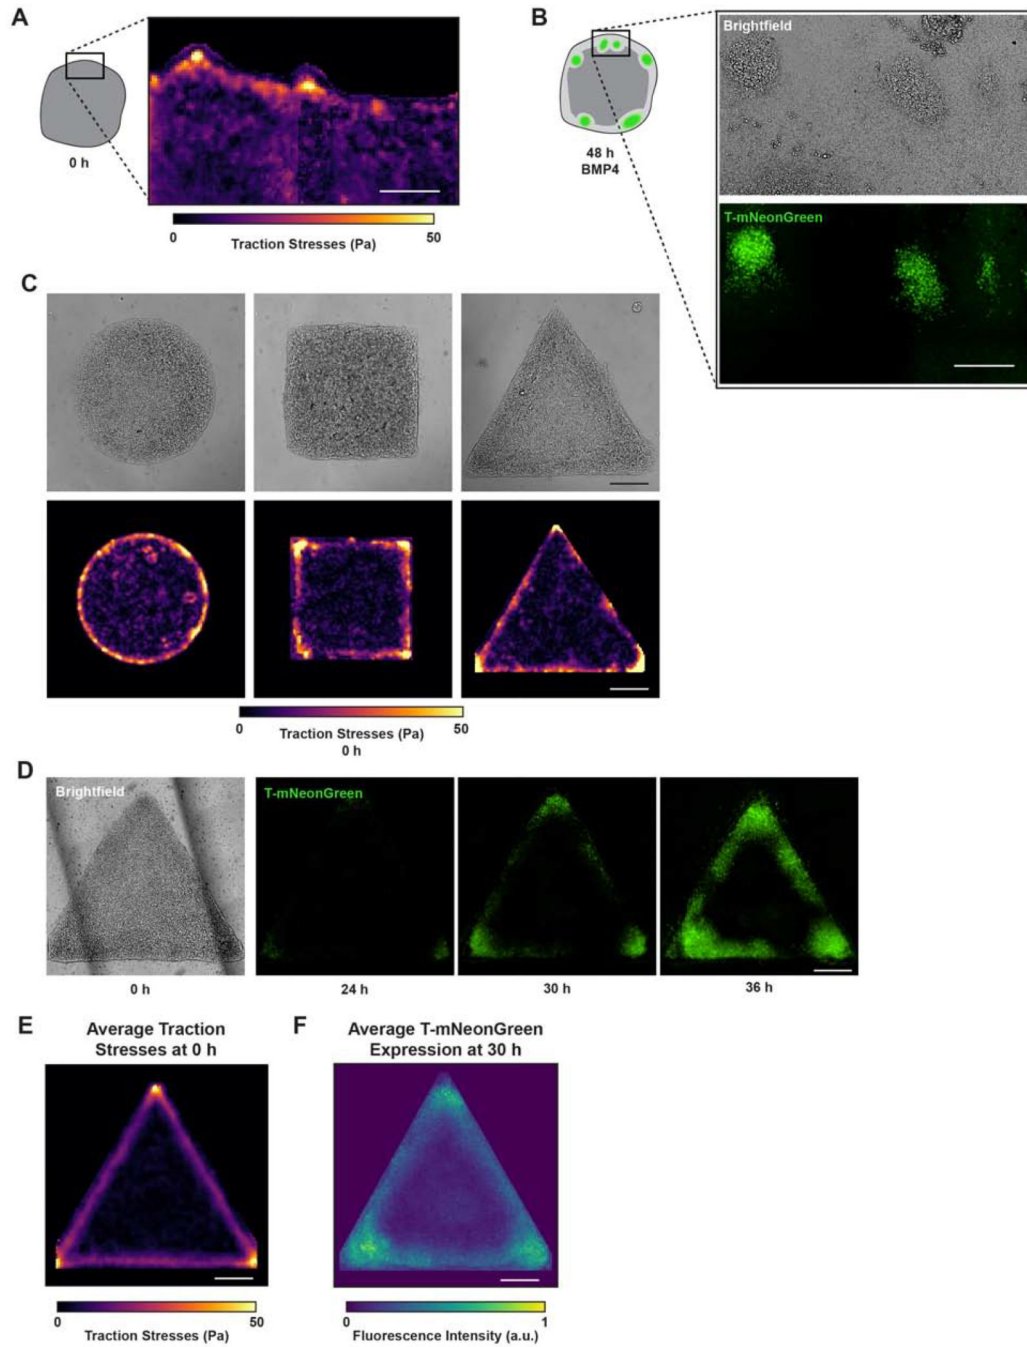 A
0 h
0
50
Traction Stresses (Pa)
B
48 h
BMP4
Brightfield
T-mNeonGreen
C
0
50
Traction Stresses (Pa)
0 h
D
Brightfield
T-mNeonGreen
0 h
24 h
30 h
36 h
E
Average Traction
Stresses at 0 h
0
50
Traction Stresses (Pa)
F
Average T-mNeonGreen
Expression at 30 h
0
1
Fluorescence Intensity (a.u.)